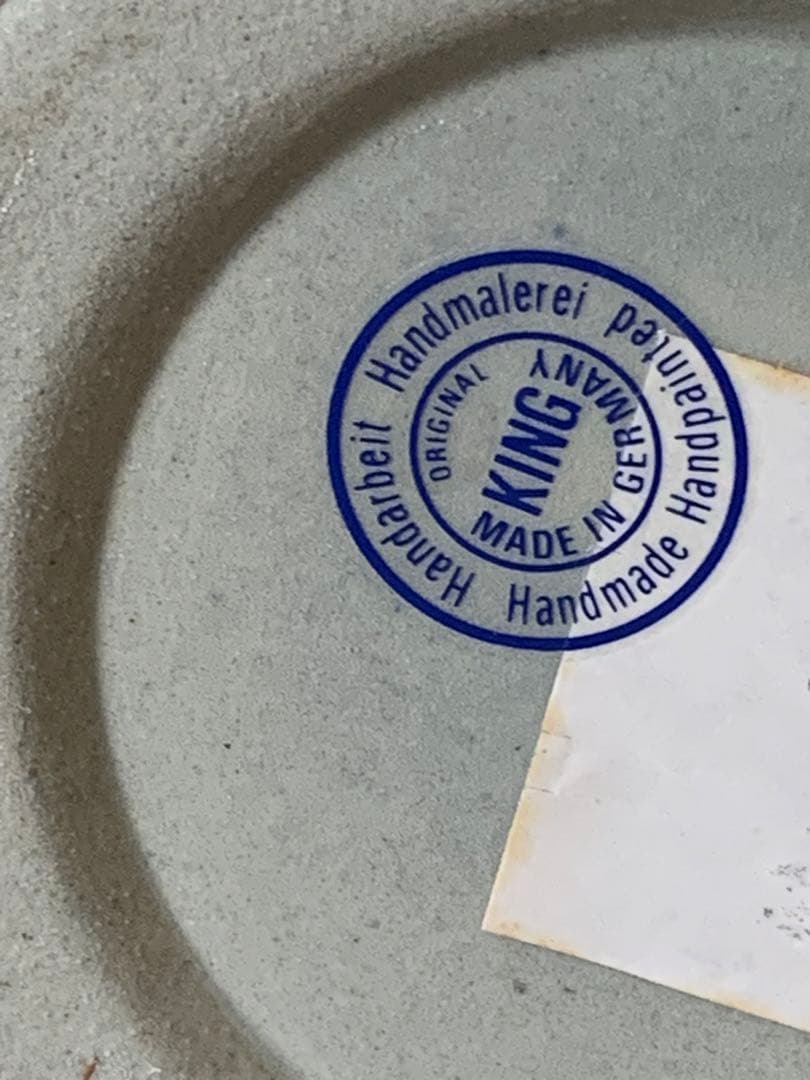 Handarbeit Handmalerei
Handmade Handpainted
ORIGINAL
KING
MADE IN GERMANY